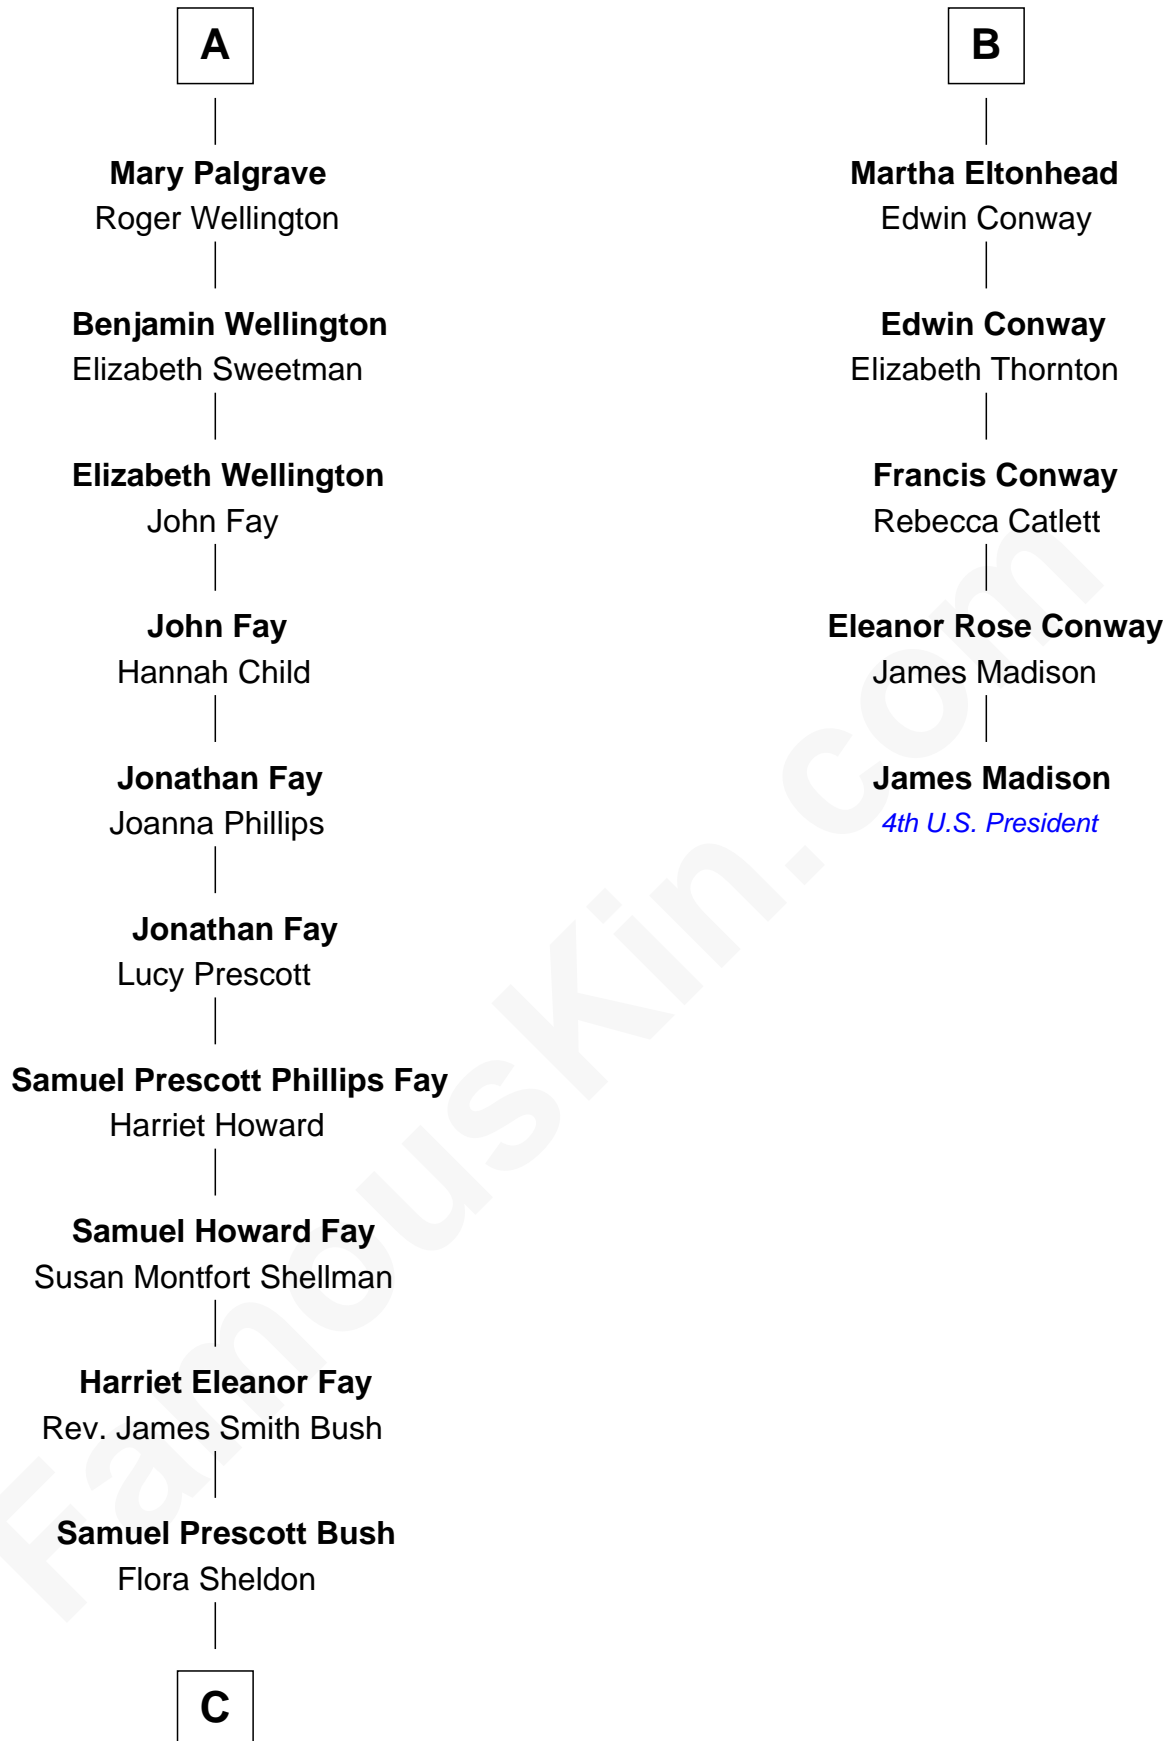 A
Mary Palgrave
Roger Wellington
Benjamin Wellington
Elizabeth Sweetman
Elizabeth Wellington
John Fay
John Fay
Hannah Child
Jonathan Fay
Joanna Phillips
Jonathan Fay
Lucy Prescott
Samuel Prescott Phillips Fay
Harriet Howard
Samuel Howard Fay
Susan Montfort Shellman
Harriet Eleanor Fay
Rev. James Smith Bush
Samuel Prescott Bush
Flora Sheldon
C
B
Martha Eltonhead
Edwin Conway
Edwin Conway
Elizabeth Thornton
Francis Conway
Rebecca Catlett
Eleanor Rose Conway
James Madison
James Madison
4th U.S. President
FamousKin.com